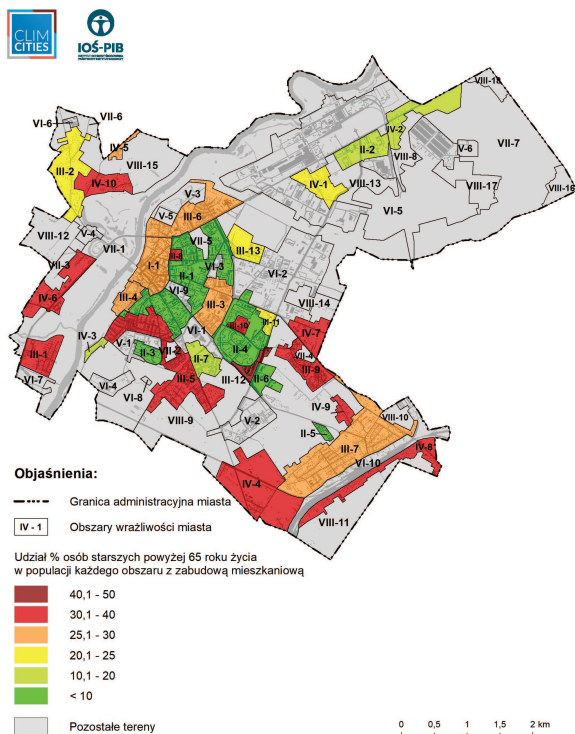 CLIM
CITIES
IOŚ-PIB
VIII-18
VI-6
VII-6
IV-5
IV-2
III-2
VIII-15
II-2
V-6
VII-7
IV-10
VIII-8
IV-1
VIII-13
VIII-17
VIII-16
V-3
V-5
III-6
VI-5
V-4
VIII-12
VII-1
VII-5
III-8
III-13
VII-3
I-1
II-1
VI-3
VI-2
IV-6
VI-9
III-4
III-3
VIII-14
III-11
III-10
IV-3
VI-1
IV-7
III-1
V-1
II-3
VII-2
II-7
II-4
VII-4
III-9
VI-7
VI-4
III-5
III-12
II-6
VI-8
IV-9
VIII-10
VIII-9
V-2
II-5
III-7
IV-8
VI-10
IV-4
VIII-11
Objaśnienia:
Granica administracyjna miasta
IV - 1 Obszary wrażliwości miasta
Udział % osób starszych powyżej 65 roku życia
w populacji każdego obszaru z zabudową mieszkaniową
40,1 - 50
30,1 - 40
25,1 - 30
20,1 - 25
10,1 - 20
< 10
Pozostałe tereny
0 0,5 1 1,5 2 km